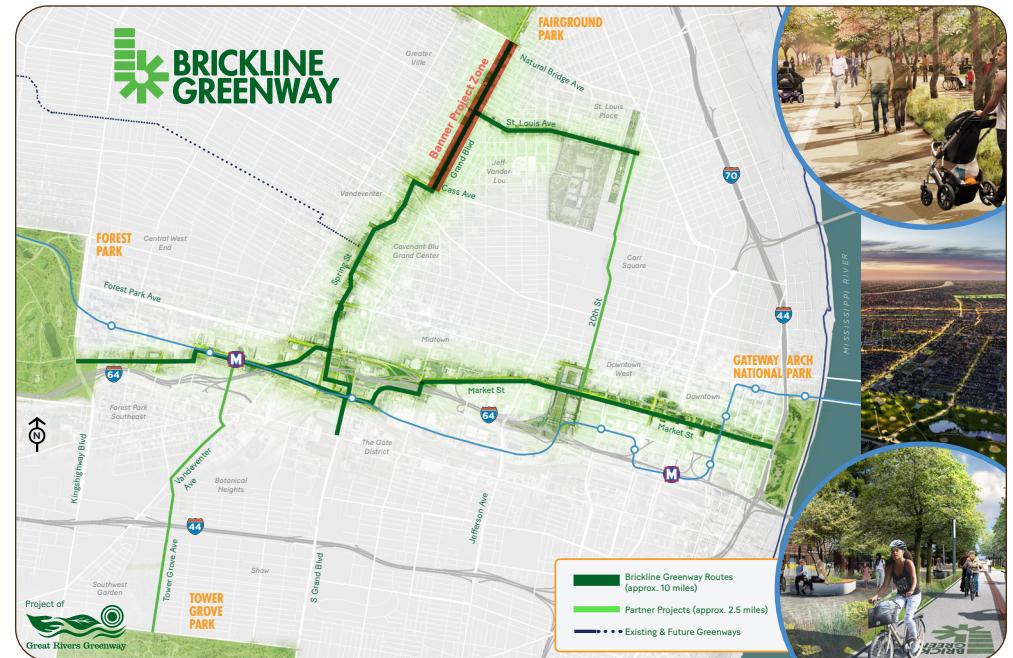 BRICKLINE
GREENWAY
FAIRGROUND
PARK
Greater
Ville
Natural Bridge Ave
Banner Project Zone
St. Louis
Place
St. Louis Ave
Grand Blvd
Jeff-
Vander-
Lou
70
Cass Ave
Vandeventer
FOREST
PARK
Central West
End
Covenant Blu
Grand Center
Carr
Square
MISSISSIPPI RIVER
Spring St
Forest Park Ave
20th St
44
Midtown
M
64
Downtown
West
GATEWAY ARCH
NATIONAL PARK
Market St
Downtown
Forest Park
Southeast
64
Market St
N
The Gate
District
Kingshighway Blvd
Vandeventer
Ave
Botanical
Heights
M
Jefferson Ave
44
Tower Grove Ave
Shaw
S Grand Blvd
Southwest
Garden
TOWER
GROVE
PARK
Project of
Great Rivers Greenway
Brickline Greenway Routes
(approx. 10 miles)
Partner Projects (approx. 2.5 miles)
Existing & Future Greenways